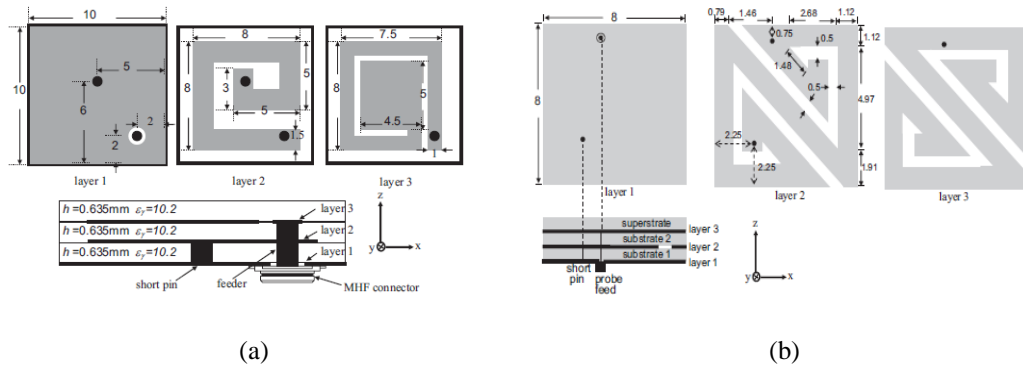 10
10
5
6
2
2
layer 1
8
8
3
5
5
1.5
layer 2
7.5
8
5
4.5
1
layer 3
h =0.635mm εr=10.2
h =0.635mm εr=10.2
h =0.635mm εr=10.2
layer 3
layer 2
layer 1
short pin
feeder
MHF connector
z
y
x
(a)
8
8
layer 1
0.79
1.46
2.68
1.12
0.75
0.5
1.12
1.48
0.5
4.97
2.25
2.25
1.91
layer 2
layer 3
superstrate
substrate 2
substrate 1
layer 3
layer 2
layer 1
short
pin
probe
feed
z
y
x
(b)